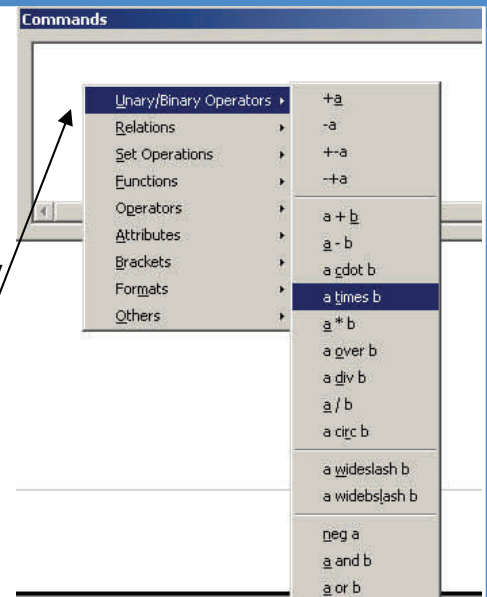 Commands
Unary/Binary Operators
Relations
Set Operations
Functions
Operators
Attributes
Brackets
Formats
Others
+a
-a
+-a
-+a
a + b
a - b
a cdot b
a times b
a * b
a over b
a div b
a / b
a circ b
a wideslash b
a widebslash b
neg a
a and b
a or b